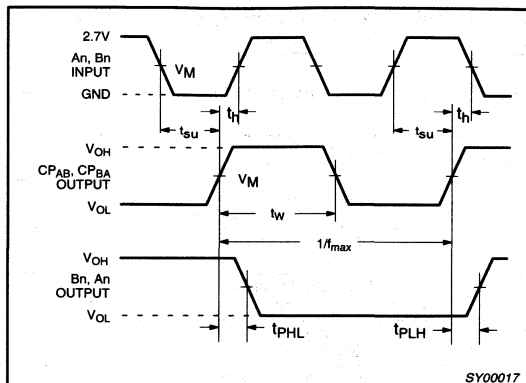 2.7V
An, Bn
INPUT
VM
GND
th
tsu
th
tsu
VOH
CPAB, CPBA
OUTPUT
VM
VOL
tw
1/fmax
VOH
Bn, An
OUTPUT
VOL
tPHL
tPLH
SY00017